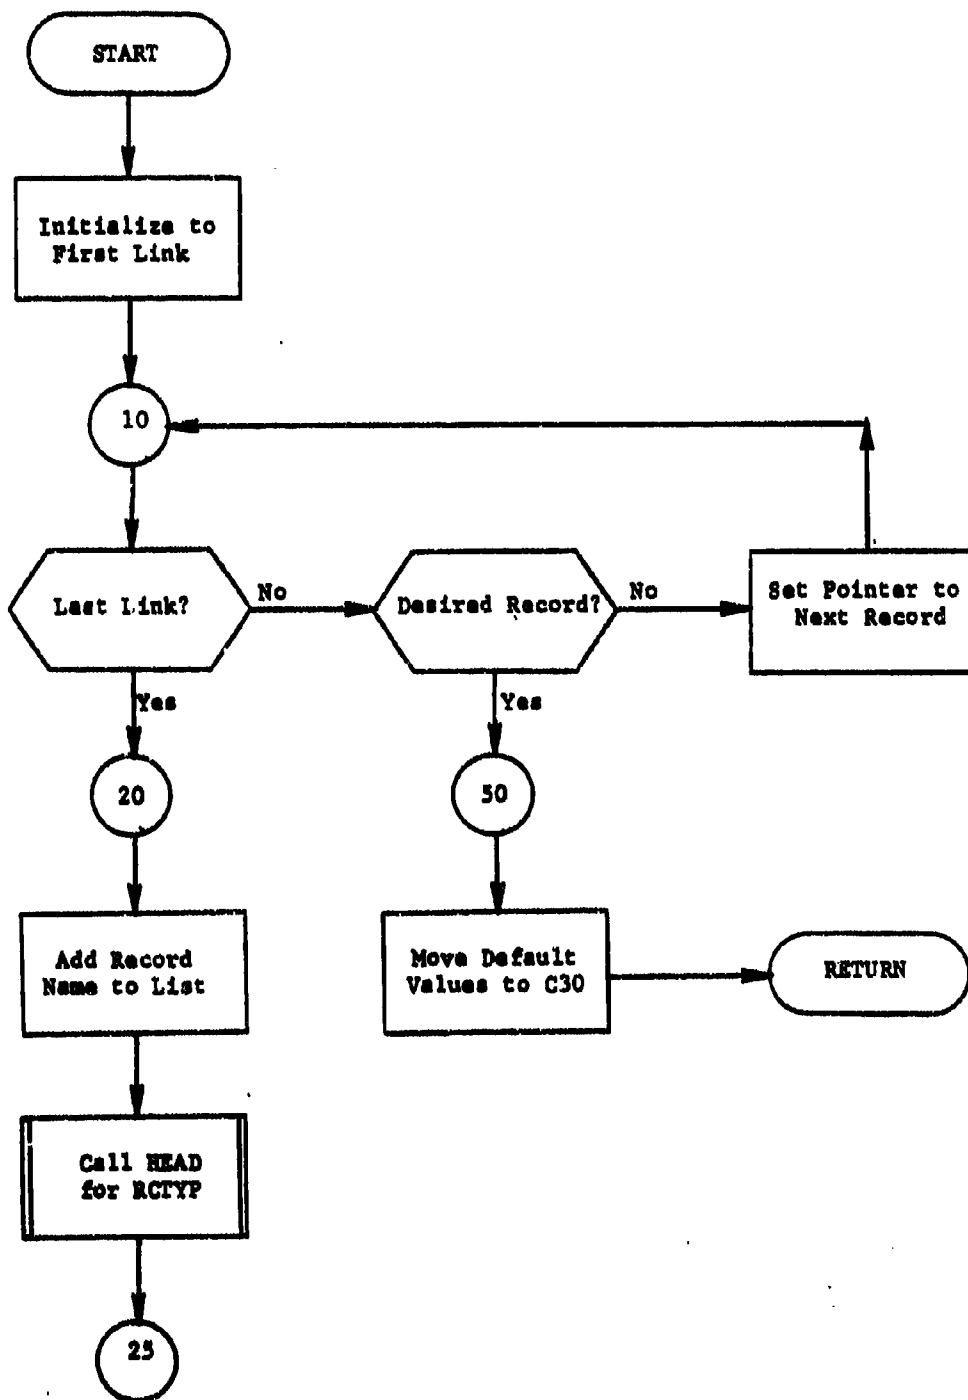 START
Initialize to
First Link
10
Last Link?
No
Desired Record?
No
Set Pointer to
Next Record
Yes
Yes
20
50
Add Record
Name to List
Move Default
Values to C30
RETURN
Call HEAD
for RCTYP
25